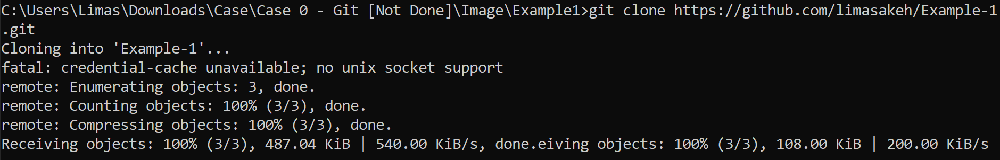 C:\Users\Limas\Downloads\Case\Case 0 - Git [Not Done]\Image\Example1>git clone https://github.com/limasakeh/Example-1
.git
Cloning into 'Example-1'...
fatal: credential-cache unavailable; no unix socket support
remote: Enumerating objects: 3, done.
remote: Counting objects: 100% (3/3), done.
remote: Compressing objects: 100% (3/3), done.
Receiving objects: 100% (3/3), 487.04 KiB | 540.00 KiB/s, done.eiving objects: 100% (3/3), 108.00 KiB | 200.00 KiB/s